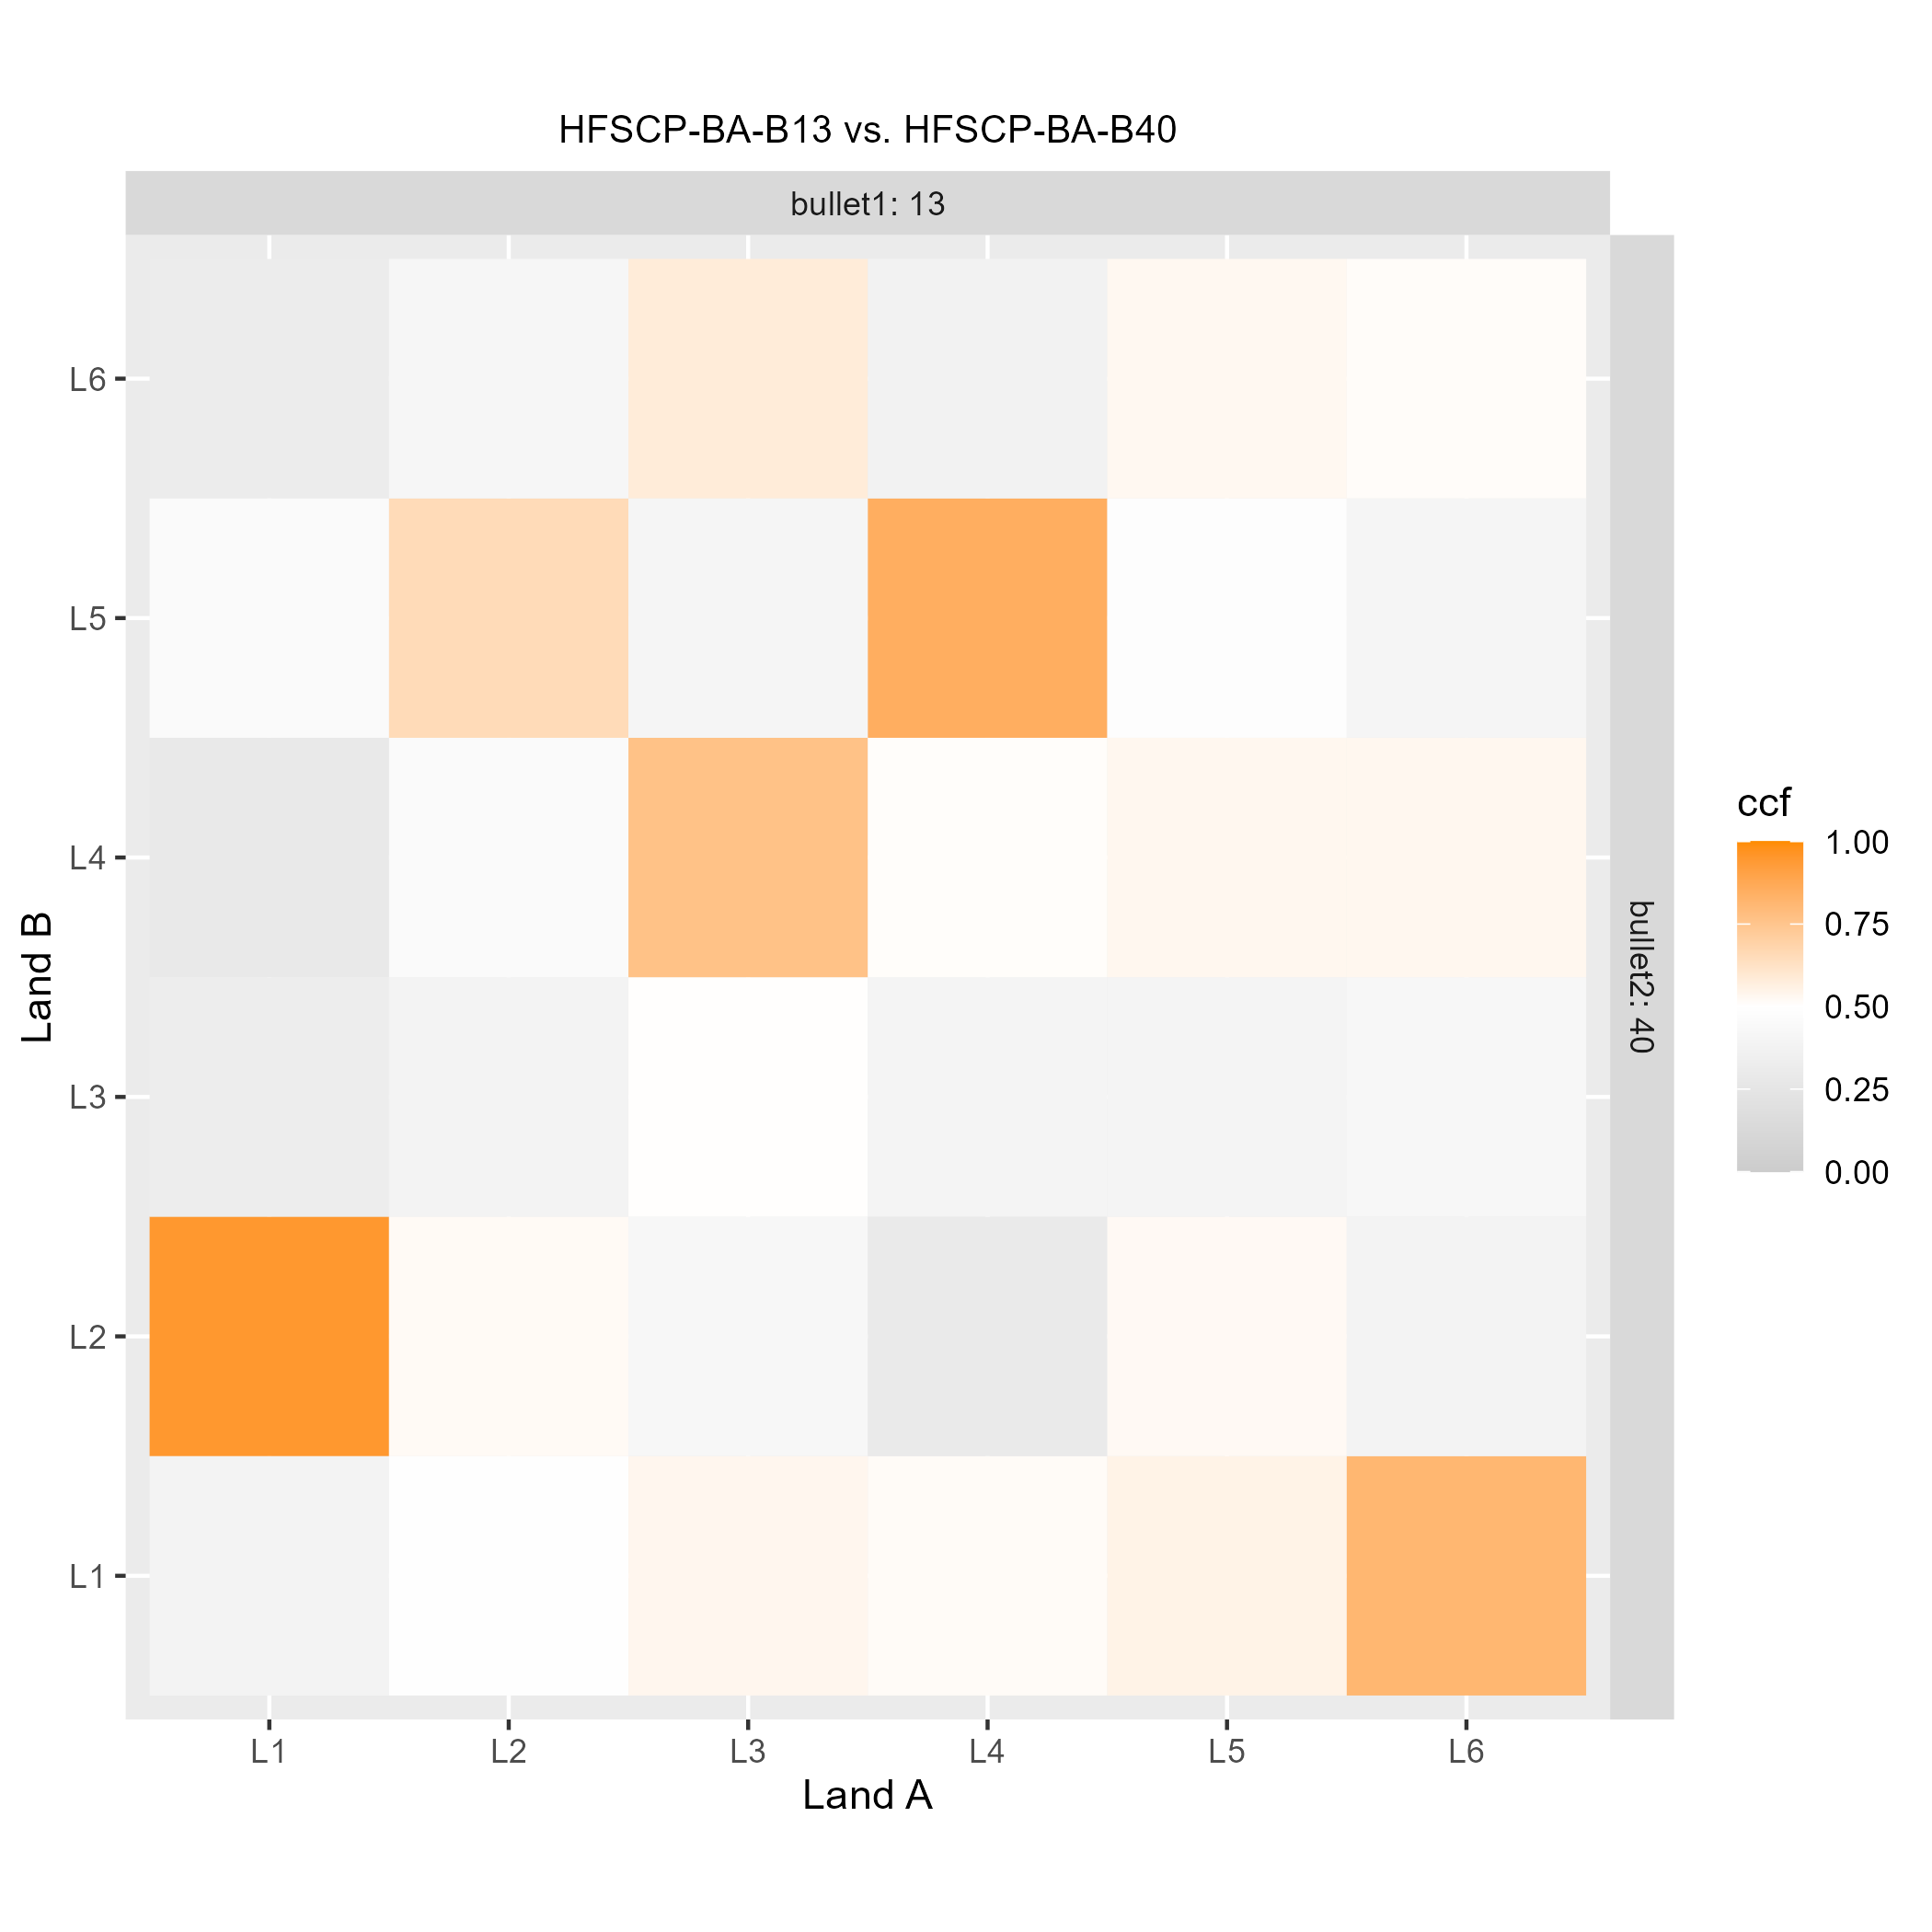 HFSCP-BA-B13 vs. HFSCP-BA-B40
bullet1: 13
L6
L5
L4
L3
L2
L1
Land B
L1 L2 L3 L4 L5 L6
Land A
bullet2: 40
ccf
1.00
0.75
0.50
0.25
0.00